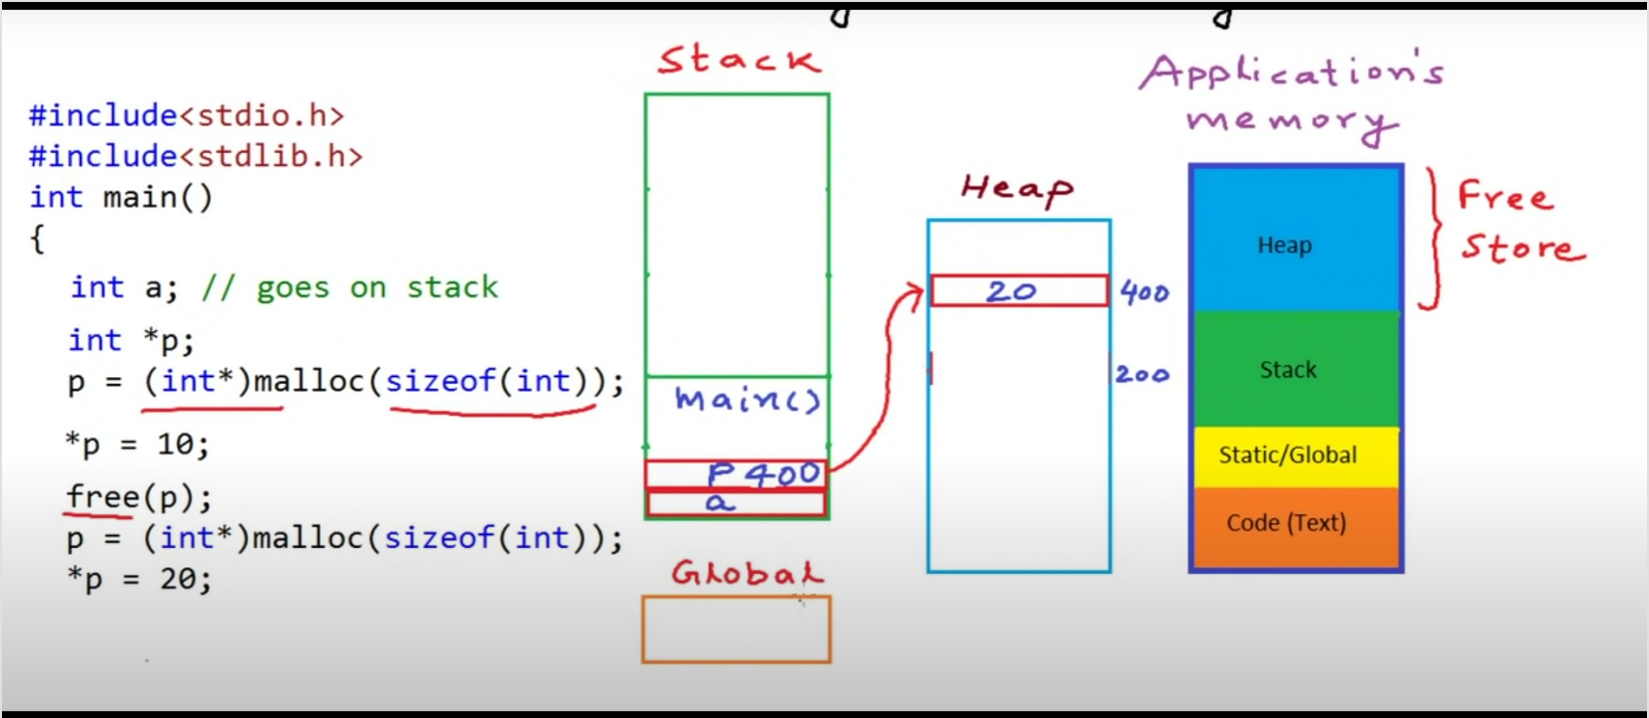 #include<stdio.h>
#include<stdlib.h>
int main()
{
int a; // goes on stack
int *p;
p = (int*)malloc(sizeof(int));
*p = 10;
free(p);
p = (int*)malloc(sizeof(int));
*p = 20;
Stack
main()
P 400
a
Global
Heap
20 400
200
Application's
memory
Heap
Stack
Static/Global
Code (Text)
Free
Store